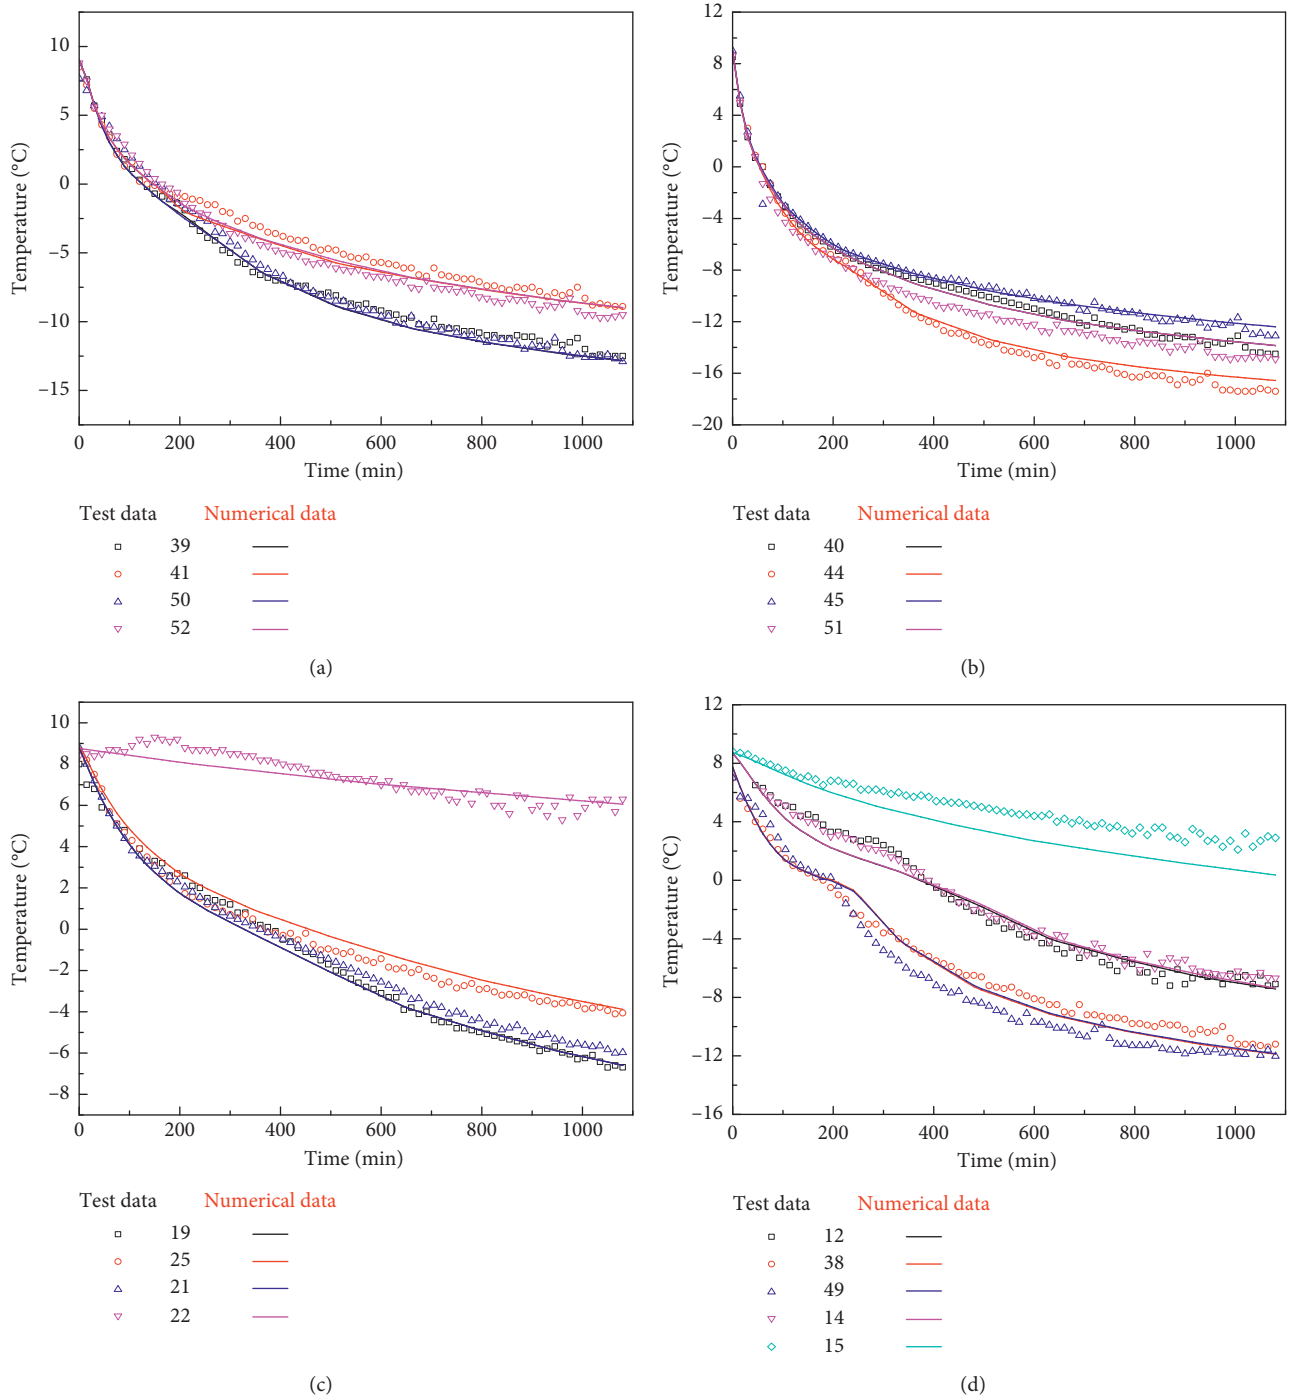 10
5
0
−5
−10
−15
Temperature (°C)
0 200 400 600 800 1000
Time (min)
Test data Numerical data
39
41
50
52
(a)
12
8
4
0
−4
−8
−12
−16
−20
Temperature (°C)
0 200 400 600 800 1000
Time (min)
Test data Numerical data
40
44
45
51
(b)
10
8
6
4
2
0
−2
−4
−6
−8
Temperature (°C)
0 200 400 600 800 1000
Time (min)
Test data Numerical data
19
25
21
22
(c)
12
8
4
0
−4
−8
−12
−16
Temperature (°C)
0 200 400 600 800 1000
Time (min)
Test data Numerical data
12
38
49
14
15
(d)